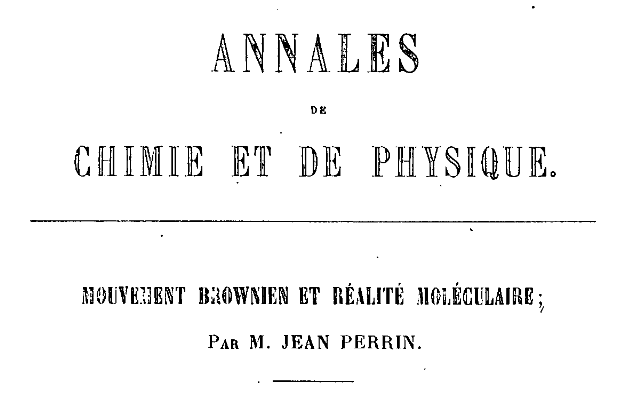 ANNALES
DE
CHIMIE ET DE PHYSIQUE.
MOUVEMENT BROWNIEN ET RÉALITÉ MOLÉCULAIRE;
PAR M. JEAN PERRIN.